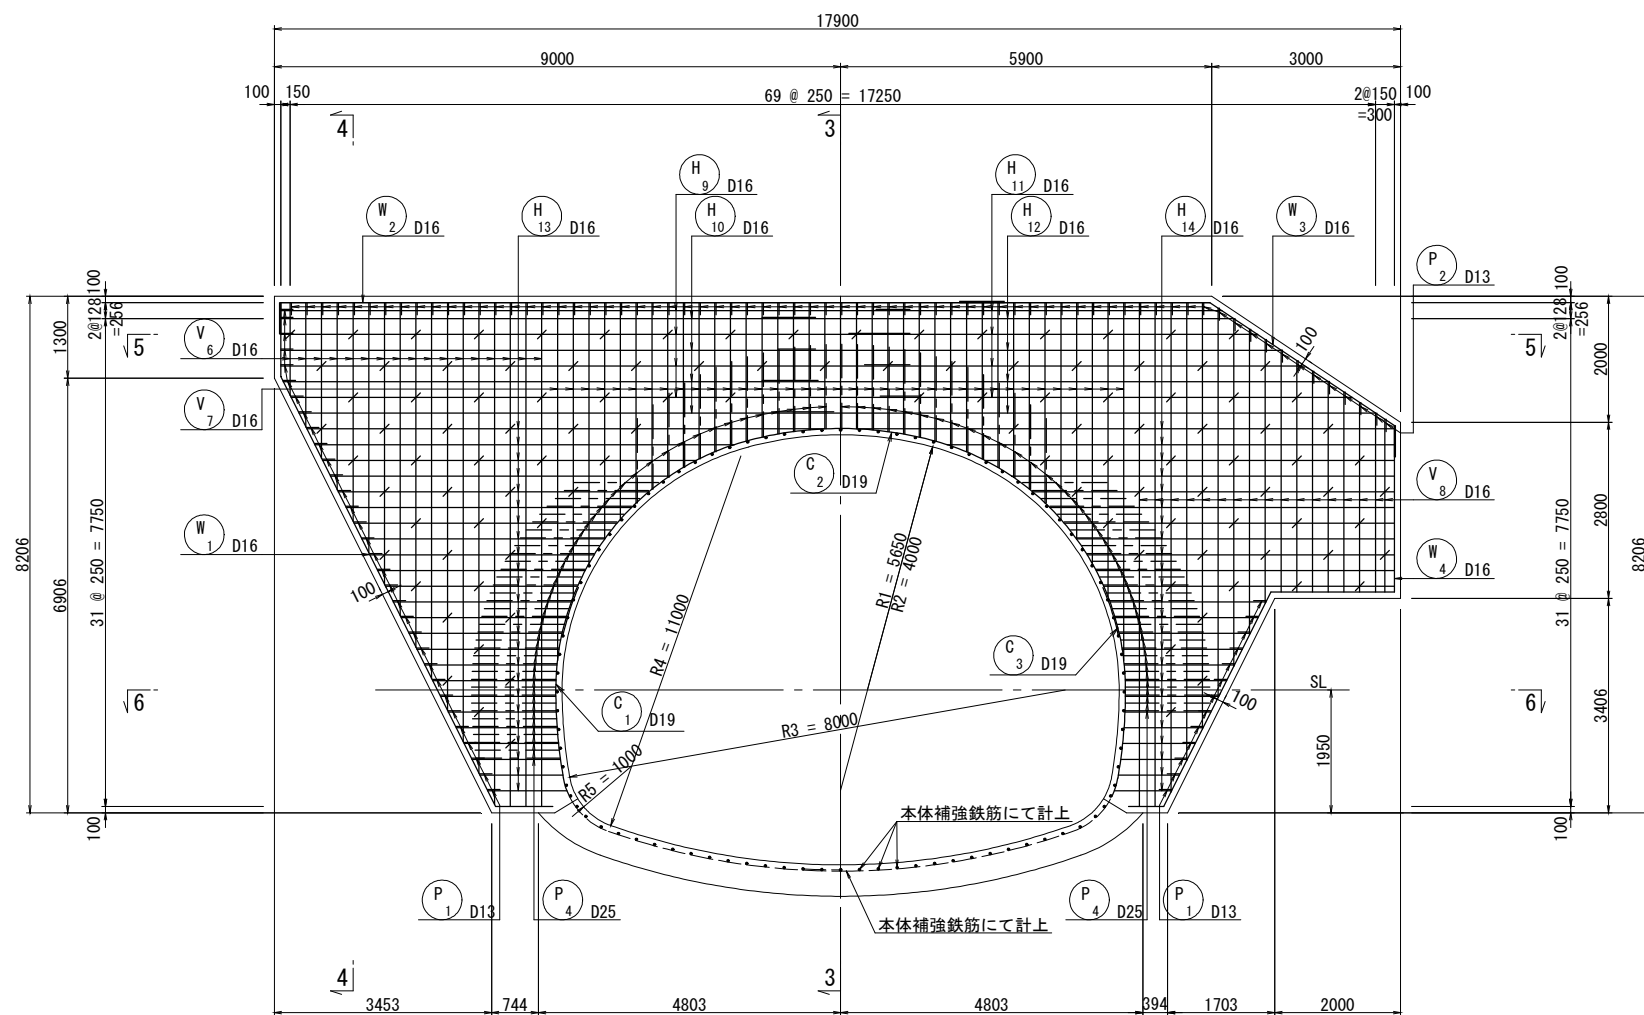 17900
9000
5900
3000
100
150
69 @ 250 = 17250
2@150
=300
100
4
3
H
9
D16
H
11
D16
W
2
D16
H
13
D16
H
10
D16
H
12
D16
H
14
D16
W
3
D16
P
2
D13
100
2@128
=256
1300
5
V
6
D16
V
7
D16
100
100
2@128
=256
5
2000
C
2
D19
V
8
D16
W
1
D16
100
R1 = 5650
R2 = 4000
R4 = 11000
2800
W
4
D16
8206
6906
31 @ 250 = 7750
31 @ 250 = 7750
8206
C
3
D19
SL
6
C
1
D19
R3 = 8000
100
6
3406
1950
R5 = 1000
100
本体補強鉄筋にて計上
100
P
1
D13
P
4
D25
P
4
D25
P
1
D13
本体補強鉄筋にて計上
4
3
3453
744
4803
4803
394
1703
2000